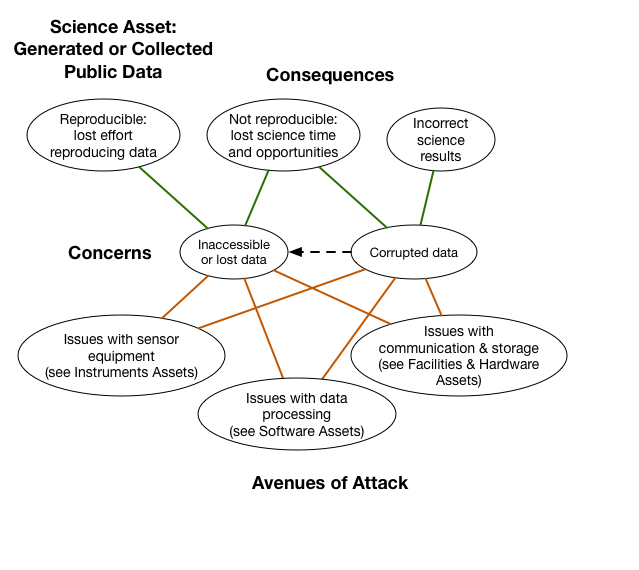 Science Asset:
Generated or Collected
Public Data
Consequences
Reproducible:
lost effort
reproducing data
Not reproducible:
lost science time
and opportunities
Incorrect
science
results
Concerns
Inaccessible
or lost data
Corrupted data
Issues with sensor
equipment
(see Instruments Assets)
Issues with data
processing
(see Software Assets)
Issues with
communication & storage
(see Facilities & Hardware
Assets)
Avenues of Attack